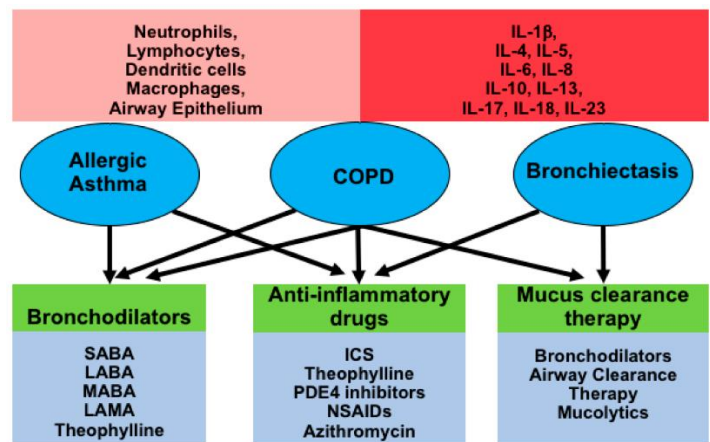 Neutrophils,
Lymphocytes,
Dendritic cells
Macrophages,
Airway Epithelium
IL-1β,
IL-4, IL-5,
IL-6, IL-8
IL-10, IL-13,
IL-17, IL-18, IL-23
Allergic
Asthma
COPD
Bronchiectasis
Bronchodilators
SABA
LABA
MABA
LAMA
Theophylline
Anti-inflammatory
drugs
ICS
Theophylline
PDE4 inhibitors
NSAIDs
Azithromycin
Mucus clearance
therapy
Bronchodilators
Airway Clearance
Therapy
Mucolytics